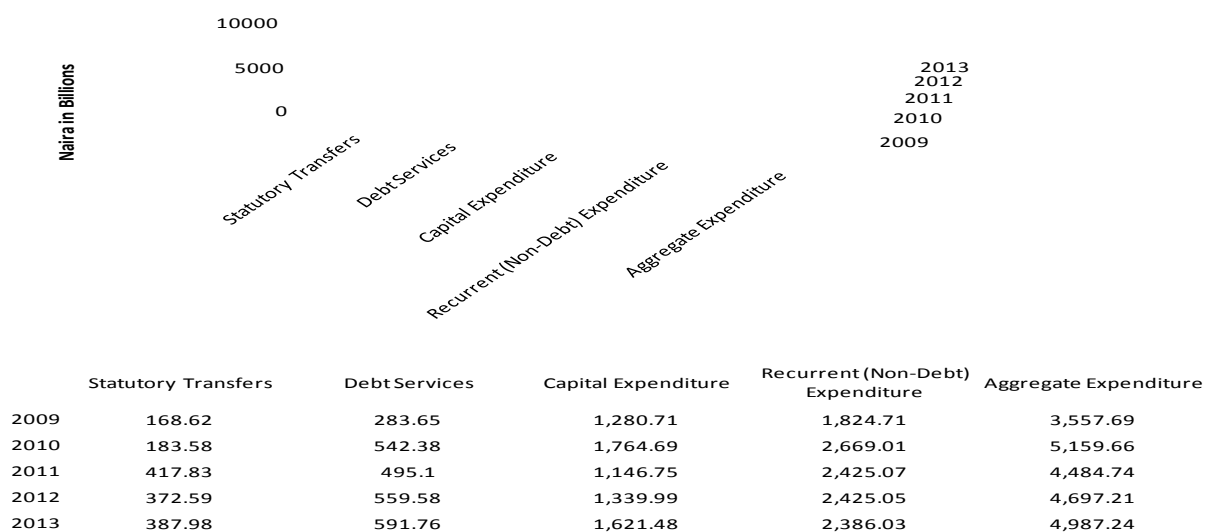 10000
5000
0
Naira in Billions
2013
2012
2011
2010
2009
Statutory Transfers
Debt Services
Capital Expenditure
Recurrent (Non-Debt) Expenditure
Aggregate Expenditure
Statutory Transfers Debt Services Capital Expenditure Recurrent (Non-Debt) Expenditure Aggregate Expenditure
2009 168.62 283.65 1,280.71 1,824.71 3,557.69
2010 183.58 542.38 1,764.69 2,669.01 5,159.66
2011 417.83 495.1 1,146.75 2,425.07 4,484.74
2012 372.59 559.58 1,339.99 2,425.05 4,697.21
2013 387.98 591.76 1,621.48 2,386.03 4,987.24